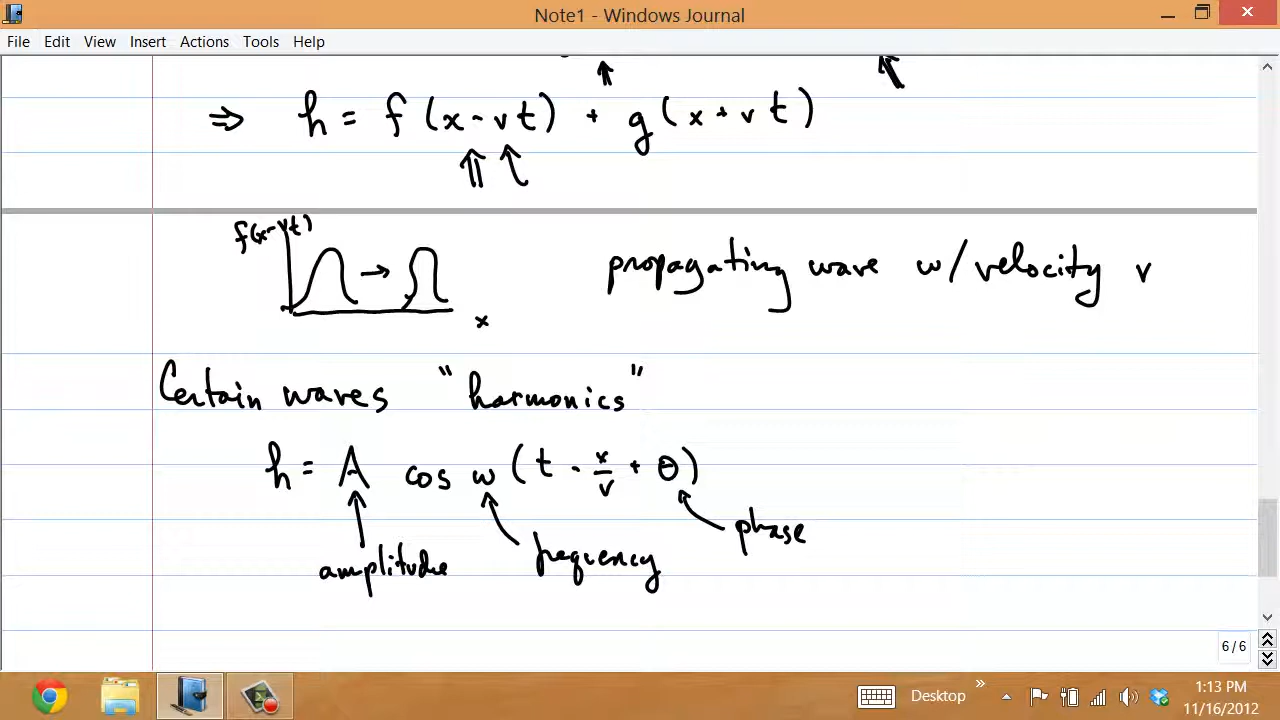 Note1 - Windows Journal
File Edit View Insert Actions Tools Help
⇒ h = f (x - vt) + g (x + vt)
f(x-vt)
x
propagating wave w/ velocity v
Certain waves "harmonics"
h = A cos ω (t - x/v + θ)
amplitude
frequency
phase
6 / 6
Desktop
»
1:13 PM
11/16/2012